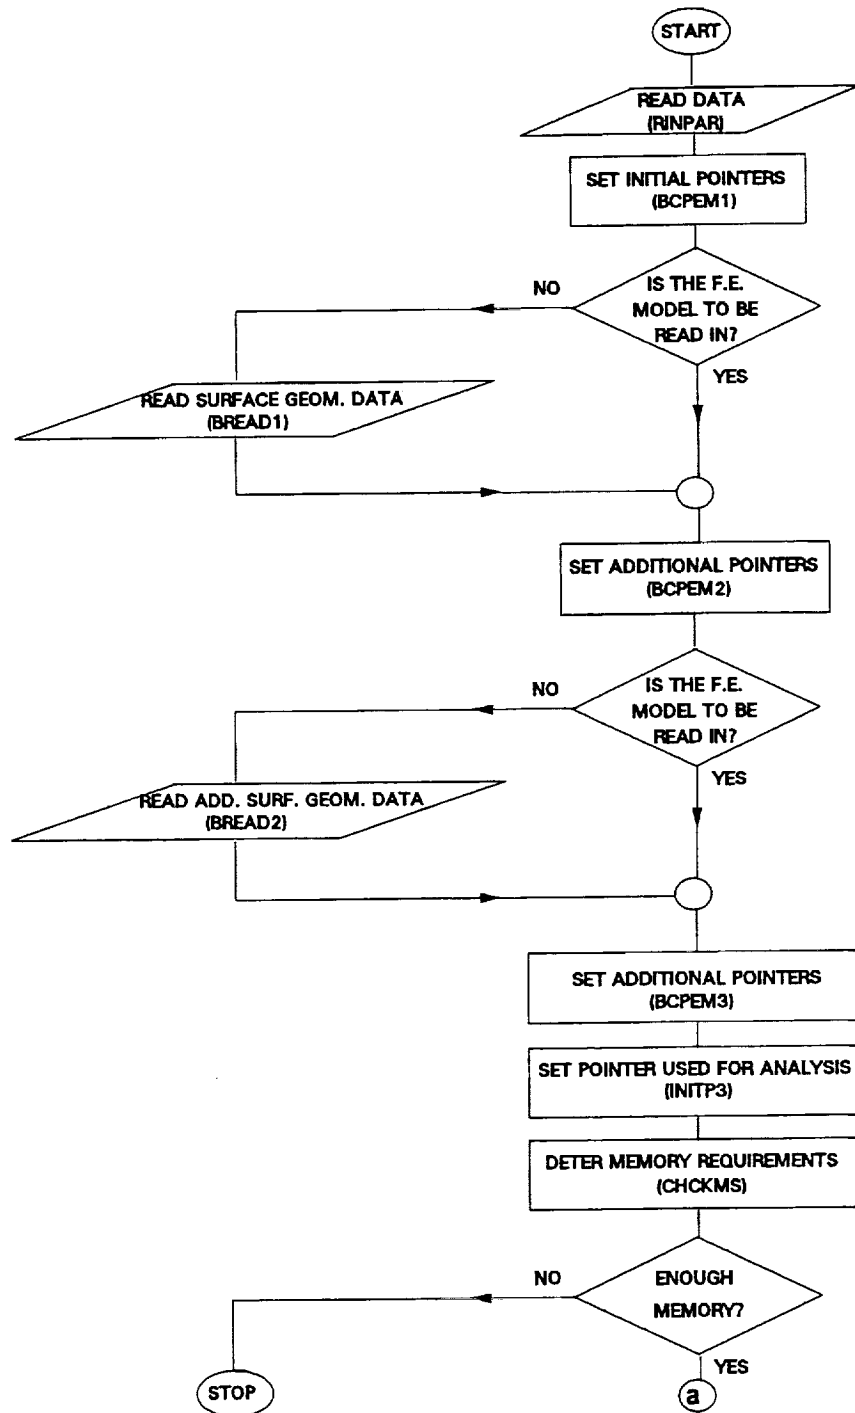 START
READ DATA
(RINPAR)
SET INITIAL POINTERS
(BCPEM1)
NO
IS THE F.E.
MODEL TO BE
READ IN?
YES
READ SURFACE GEOM. DATA
(BREAD1)
SET ADDITIONAL POINTERS
(BCPEM2)
NO
IS THE F.E.
MODEL TO BE
READ IN?
YES
READ ADD. SURF. GEOM. DATA
(BREAD2)
SET ADDITIONAL POINTERS
(BCPEM3)
SET POINTER USED FOR ANALYSIS
(INITP3)
DETER MEMORY REQUIREMENTS
(CHCKMS)
NO
ENOUGH
MEMORY?
YES
STOP
a